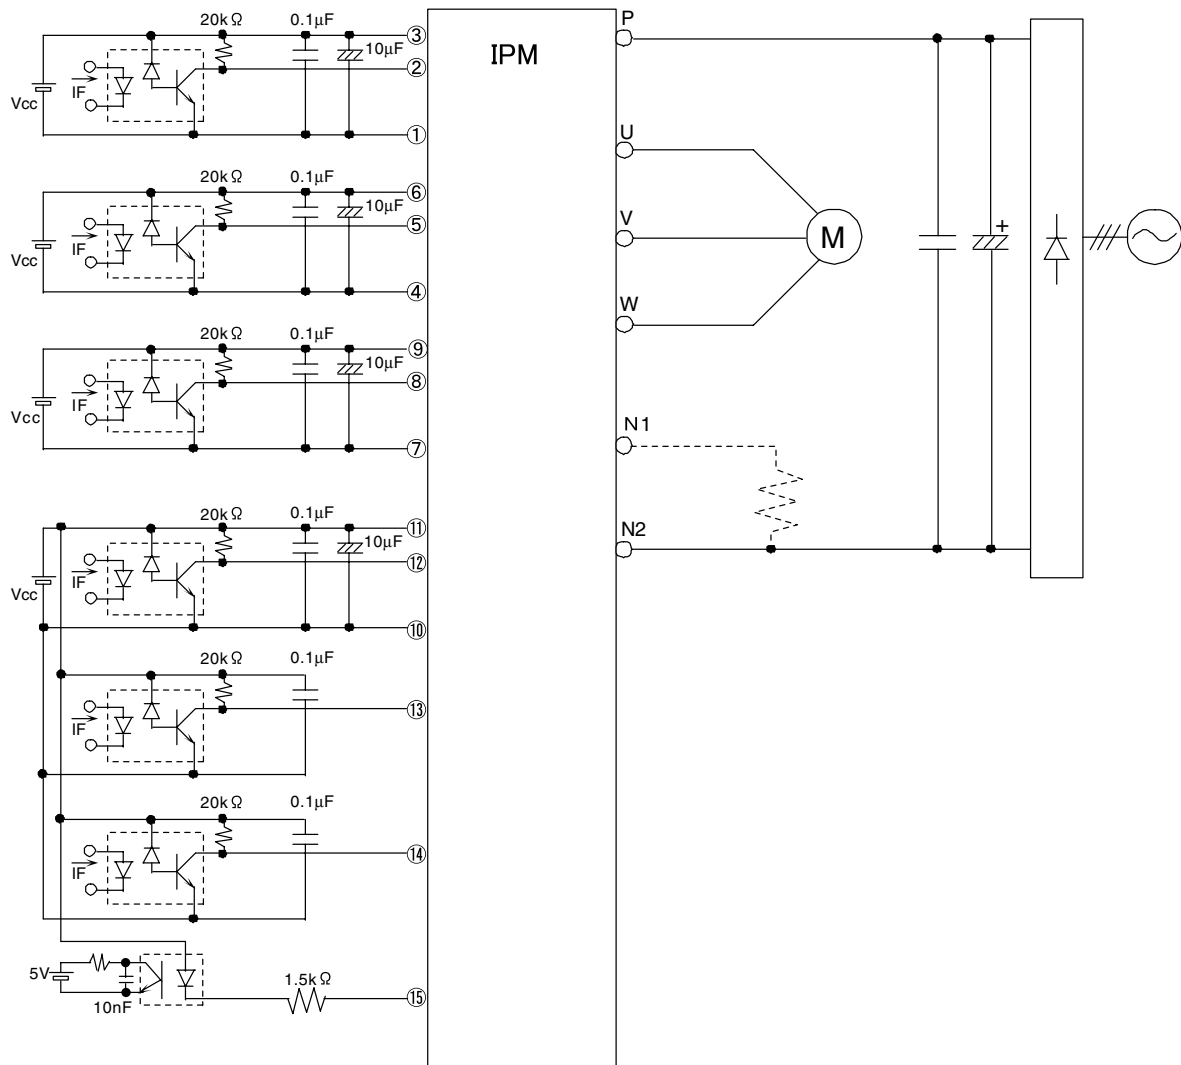 20kΩ 0.1μF
③ 10μF
②
IF
Vcc
①
20kΩ 0.1μF
⑥ 10μF
⑤
IF
Vcc
④
20kΩ 0.1μF
⑨ 10μF
⑧
IF
Vcc
⑦
20kΩ 0.1μF
⑪ 10μF
⑫
IF
Vcc
⑩
20kΩ 0.1μF
⑬
IF
20kΩ 0.1μF
⑭
IF
5V
10nF
1.5kΩ
⑮
IPM
P
U
V
W
M
+
N1
N2